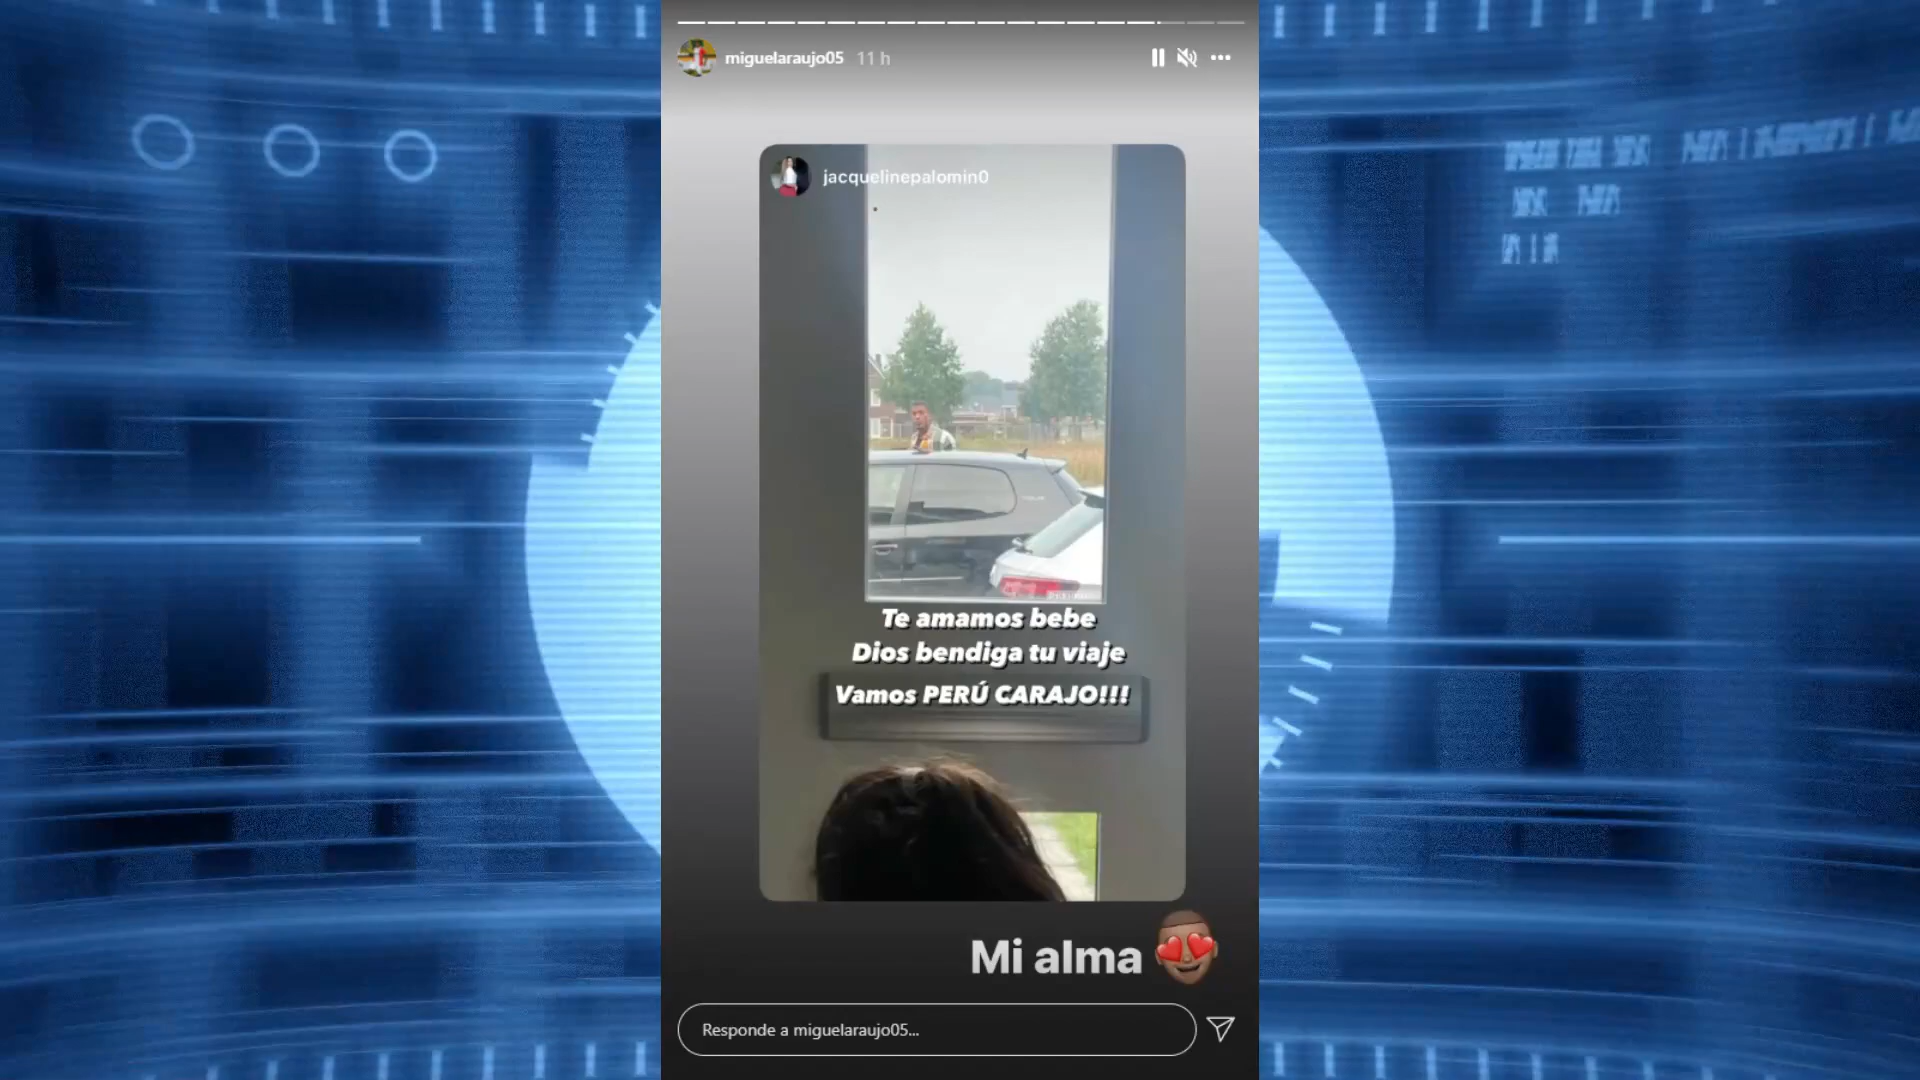 miguelaraujo05 11 h
jacquelinepalomin0
Te amamos bebe
Dios bendiga tu viaje
Vamos PERÚ CARAJO!!!
Mi alma
Responde a miguelaraujo05...